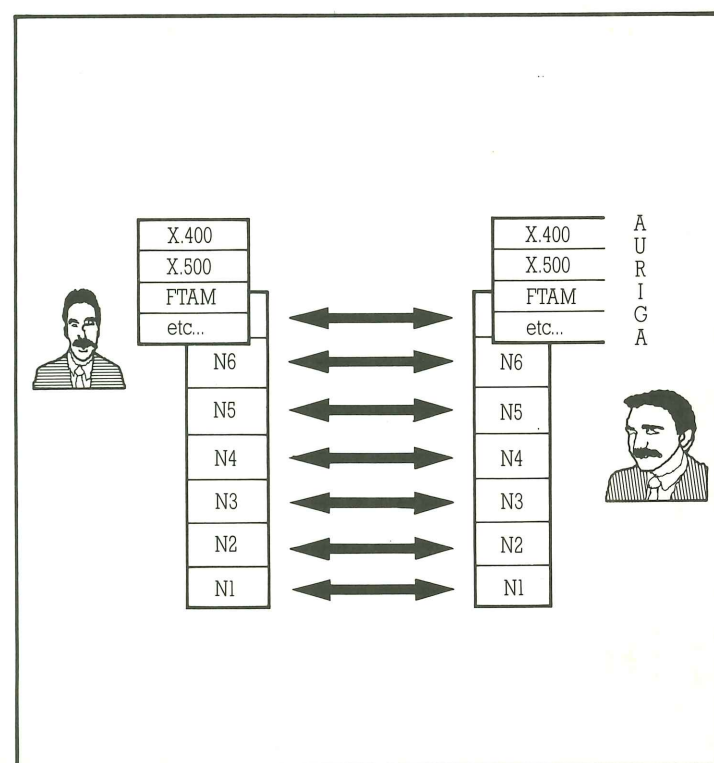 X.400
X.500
FTAM
etc...
N6
N5
N4
N3
N2
N1
X.400
X.500
FTAM
etc...
N6
N5
N4
N3
N2
N1
A
U
R
I
G
A